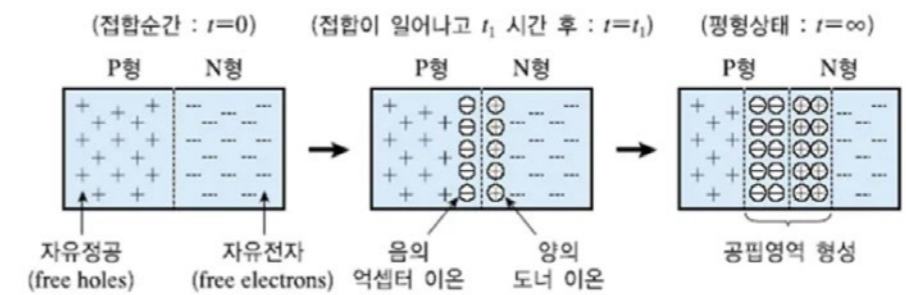 (접합순간 : t=0) (접합이 일어나고 t₁ 시간 후 : t=t₁) (평형상태 : t=∞)
P형 N형 P형 N형 P형 N형
자유정공 자유전자 음의 양의 공핍영역 형성
(free holes) (free electrons) 억셉터 이온 도너 이온